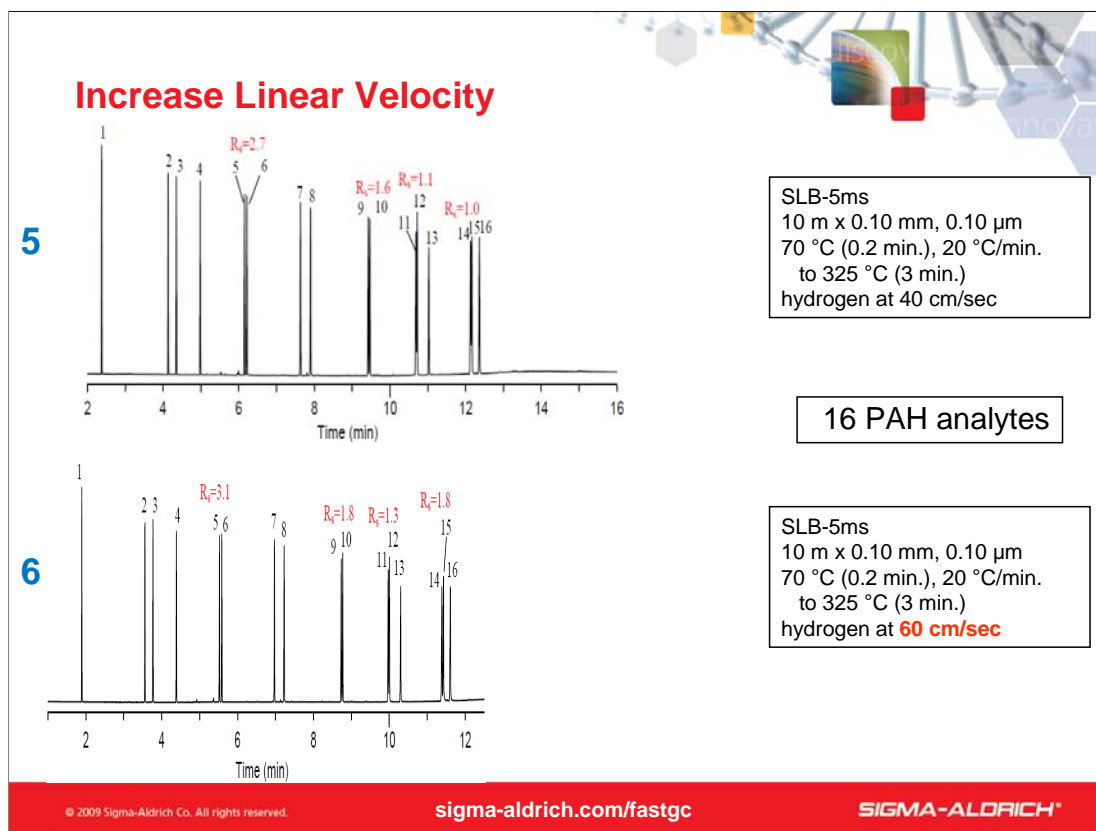 Increase Linear Velocity
1
2 3 4
Rs=2.7
5 6
7 8
Rs=1.6
9 10
Rs=1.1
12
11
13
Rs=1.0
14 15 16
5
2 4 6 8 10 12 14 16
Time (min)
SLB-5ms
10 m x 0.10 mm, 0.10 µm
70 °C (0.2 min.), 20 °C/min.
to 325 °C (3 min.)
hydrogen at 40 cm/sec
16 PAH analytes
1
2 3 4
Rs=3.1
5 6
7 8
Rs=1.8
9 10
Rs=1.3
12
11
13
Rs=1.8
15
14 16
6
2 4 6 8 10 12
Time (min)
SLB-5ms
10 m x 0.10 mm, 0.10 µm
70 °C (0.2 min.), 20 °C/min.
to 325 °C (3 min.)
hydrogen at 60 cm/sec
© 2009 Sigma-Aldrich Co. All rights reserved.
sigma-aldrich.com/fastgc
SIGMA-ALDRICH®